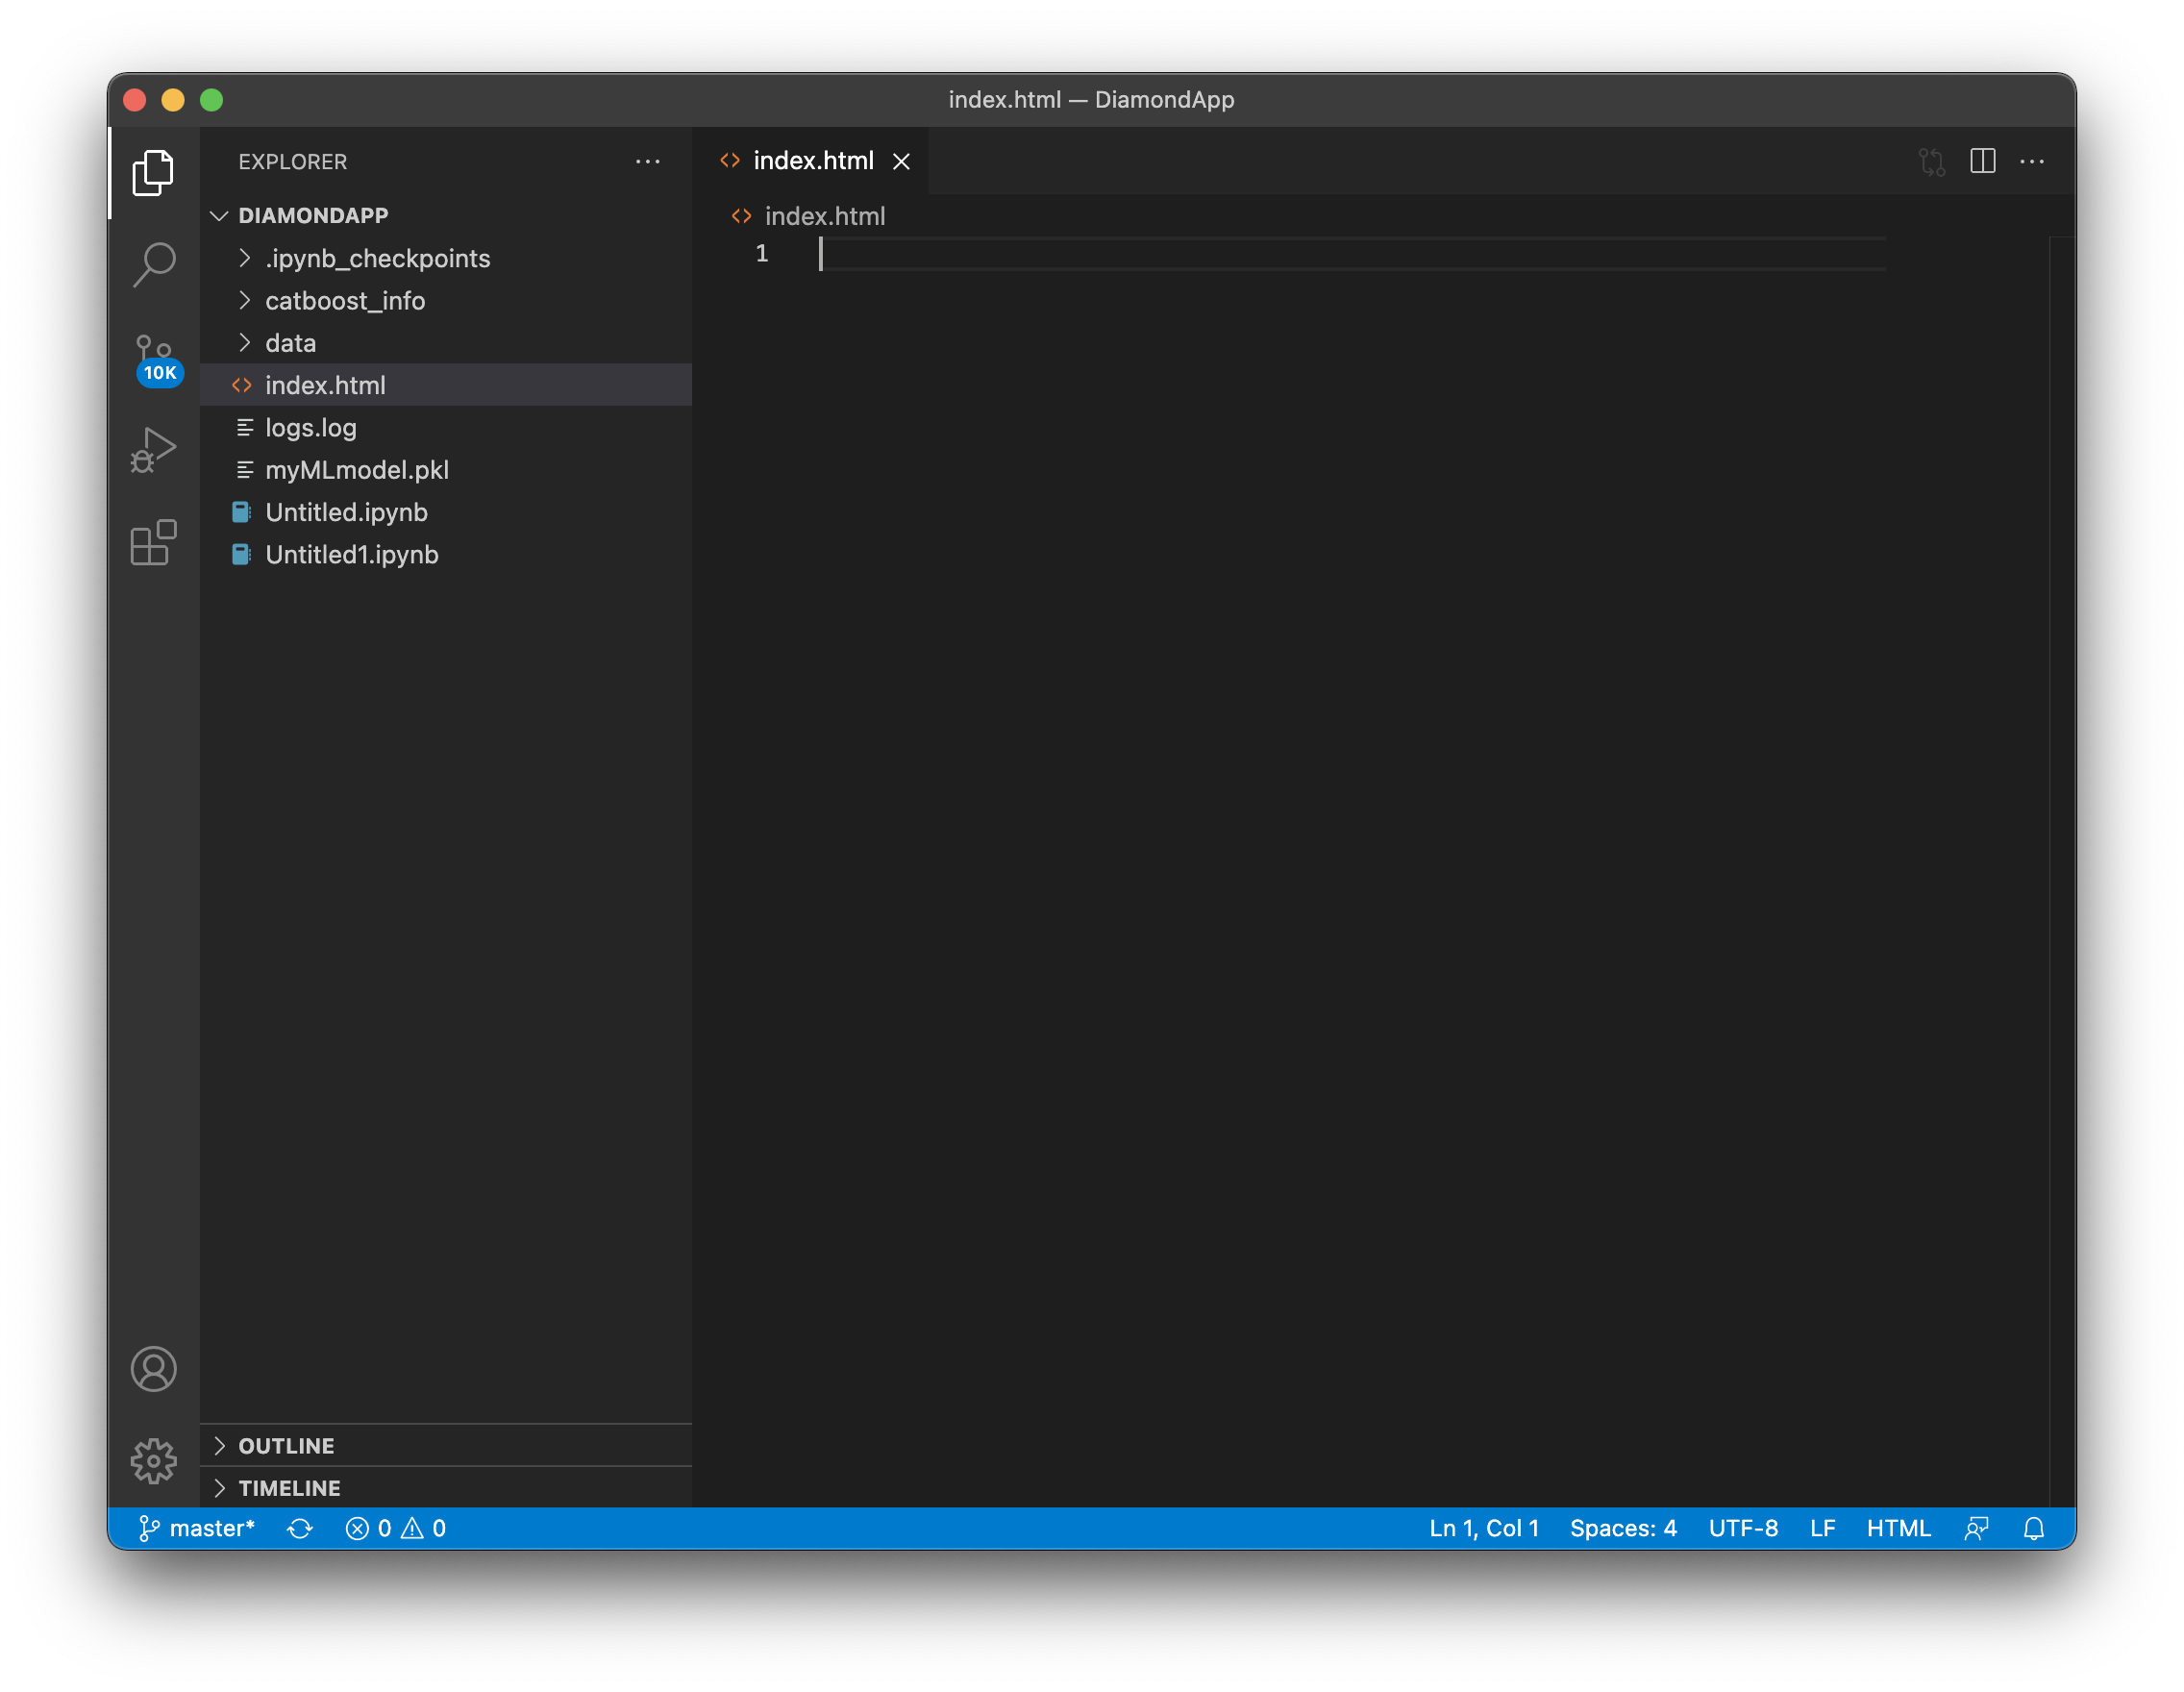 index.html — DiamondApp
EXPLORER
DIAMONDAPP
.ipynb_checkpoints
catboost_info
data
index.html
logs.log
myMLmodel.pkl
Untitled.ipynb
Untitled1.ipynb
10K
OUTLINE
TIMELINE
index.html
index.html
1
master* 0 0
Ln 1, Col 1 Spaces: 4 UTF-8 LF HTML